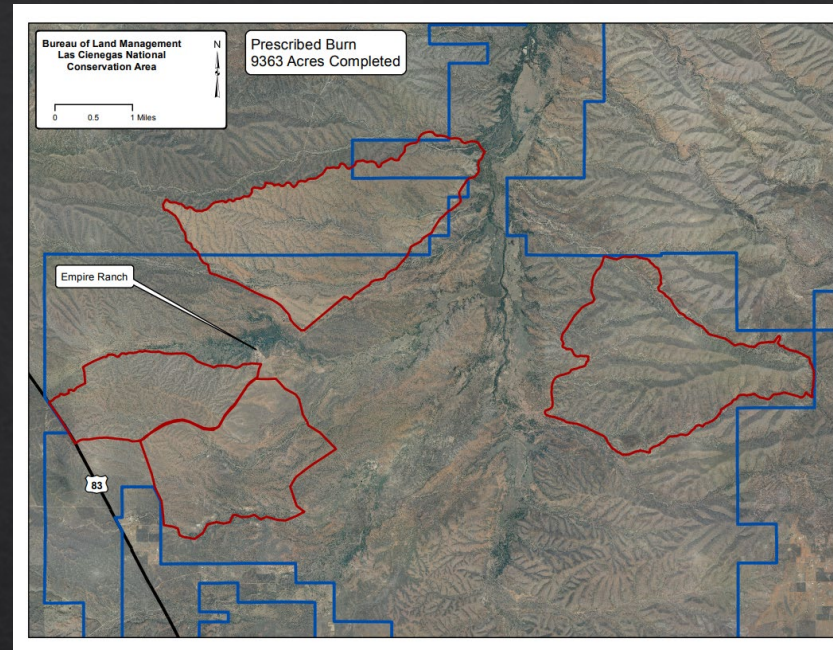 Bureau of Land Management
Las Cienegas National
Conservation Area
N
0 0.5 1 Miles
Prescribed Burn
9363 Acres Completed
Empire Ranch
83